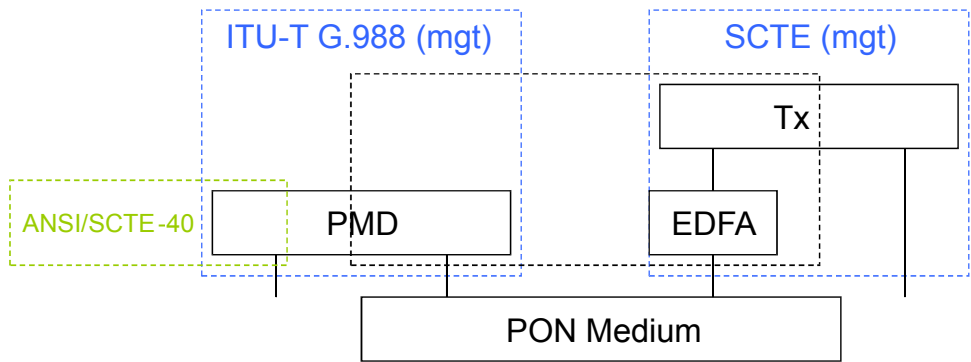 ITU-T G.988 (mgt)
SCTE (mgt)
Tx
ANSI/SCTE-40
PMD
EDFA
PON Medium